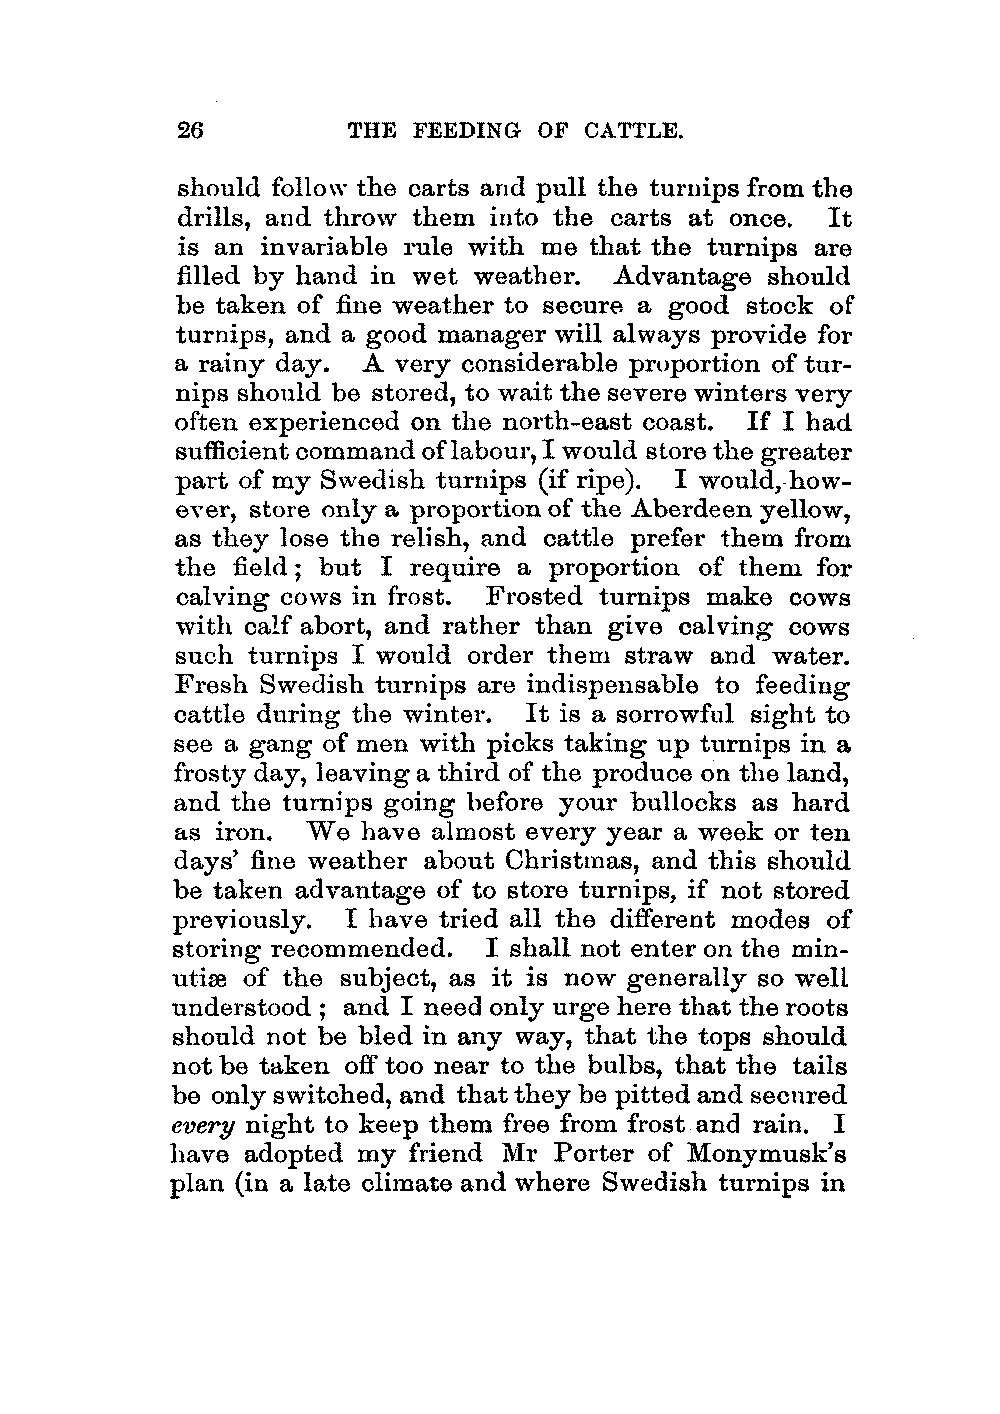 26 THE FEEDING OF CATTLE.
should follow the carts and pull the turnips from the
drills, and throw them into the carts at once. It
is an invariable rule with me that the turnips are
filled by hand in wet weather. Advantage should
be taken of fine weather to secure a good stock of
turnips, and a good manager will always provide for
a rainy day. A very considerable proportion of tur-
nips should be stored, to wait the severe winters very
often experienced on the north-east coast. If I had
sufficient command of labour, I would store the greater
part of my Swedish turnips (if ripe). I would, how-
ever, store only a proportion of the Aberdeen yellow,
as they lose the relish, and cattle prefer them from
the field; but I require a proportion of them for
calving cows in frost. Frosted turnips make cows
with calf abort, and rather than give calving cows
such turnips I would order them straw and water.
Fresh Swedish turnips are indispensable to feeding
cattle during the winter. It is a sorrowful sight to
see a gang of men with picks taking up turnips in a
frosty day, leaving a third of the produce on the land,
and the turnips going before your bullocks as hard
as iron. We have almost every year a week or ten
days' fine weather about Christmas, and this should
be taken advantage of to store turnips, if not stored
previously. I have tried all the different modes of
storing recommended. I shall not enter on the min-
utiæ of the subject, as it is now generally so well
understood; and I need only urge here that the roots
should not be bled in any way, that the tops should
not be taken off too near to the bulbs, that the tails
be only switched, and that they be pitted and secured
every night to keep them free from frost and rain. I
have adopted my friend Mr Porter of Monymusk's
plan (in a late climate and where Swedish turnips in